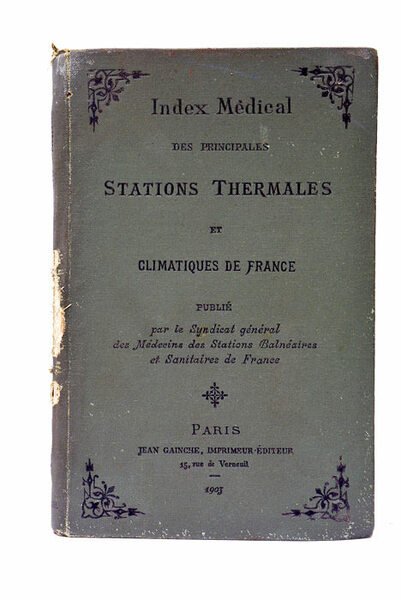 Index Médical
DES PRINCIPALES
STATIONS THERMALES
ET
CLIMATIQUES DE FRANCE
PUBLIÉ
par le Syndicat général
des Médecins des Stations Balnéaires
et Sanitaires de France
PARIS
JEAN GAINCHE, IMPRIMEUR-ÉDITEUR
15, rue de Verneuil
1903